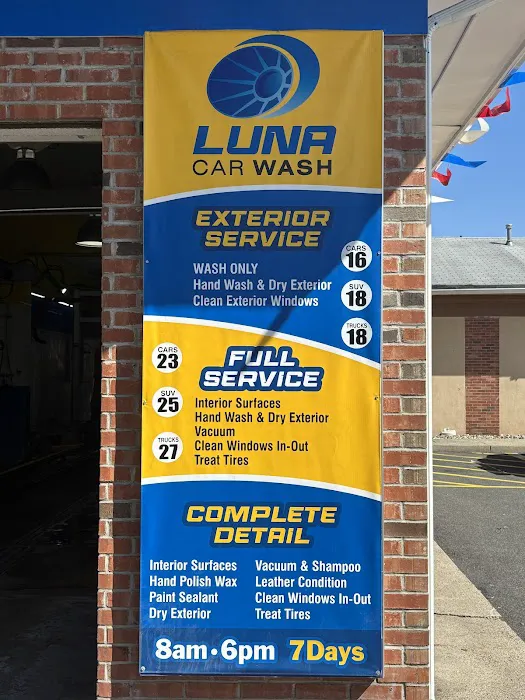 LUNA
CAR WASH
EXTERIOR
SERVICE
WASH ONLY
Hand Wash & Dry Exterior
Clean Exterior Windows
CARS
16
SUV
18
TRUCKS
18
CARS
23
SUV
25
TRUCKS
27
FULL
SERVICE
Interior Surfaces
Hand Wash & Dry Exterior
Vacuum
Clean Windows In-Out
Treat Tires
COMPLETE
DETAIL
Interior Surfaces
Hand Polish Wax
Paint Sealant
Dry Exterior
Vacuum & Shampoo
Leather Condition
Clean Windows In-Out
Treat Tires
8am·6pm 7Days